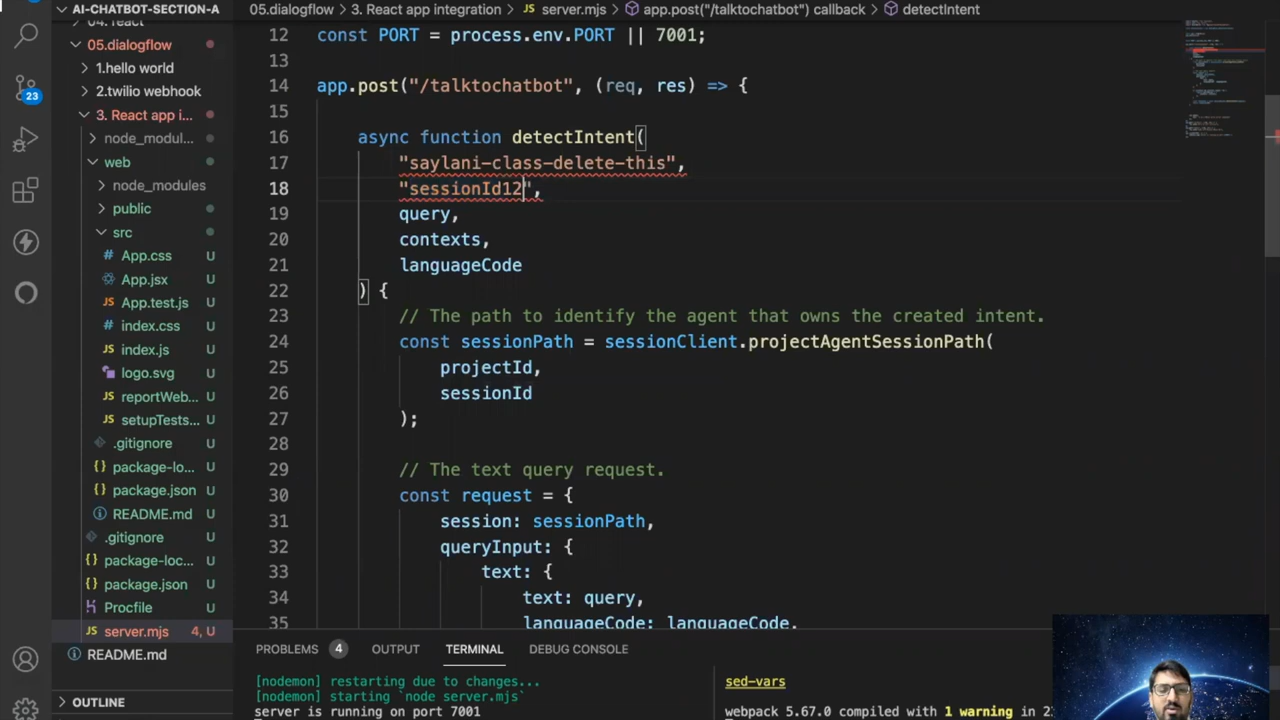 AI-CHATBOT-SECTION-A
05.dialogflow > 3. React app integration > server.mjs > app.post("/talktochatbot") callback > detectIntent
04. react
05.dialogflow
1.hello world
2.twilio webhook
3. React app i...
node_modul...
web
node_modules
public
src
App.css U
App.jsx U
App.test.js U
index.css U
index.js U
logo.svg U
reportWeb... U
setupTests... U
.gitignore U
package-lo... U
package.json U
README.md U
.gitignore U
package-loc... U
package.json U
Procfile U
server.mjs 4, U
README.md
OUTLINE
23
12 const PORT = process.env.PORT || 7001;
13
14 app.post("/talktochatbot", (req, res) => {
15
16 async function detectIntent(
17 "saylani-class-delete-this",
18 "sessionId12",
19 query,
20 contexts,
21 languageCode
22 ) {
23 // The path to identify the agent that owns the created intent.
24 const sessionPath = sessionClient.projectAgentSessionPath(
25 projectId,
26 sessionId
27 );
28
29 // The text query request.
30 const request = {
31 session: sessionPath,
32 queryInput: {
33 text: {
34 text: query,
35 languageCode: languageCode,
PROBLEMS 4 OUTPUT TERMINAL DEBUG CONSOLE
[nodemon] restarting due to changes...
[nodemon] starting `node server.mjs`
server is running on port 7001
sed-vars
webpack 5.67.0 compiled with 1 warning in